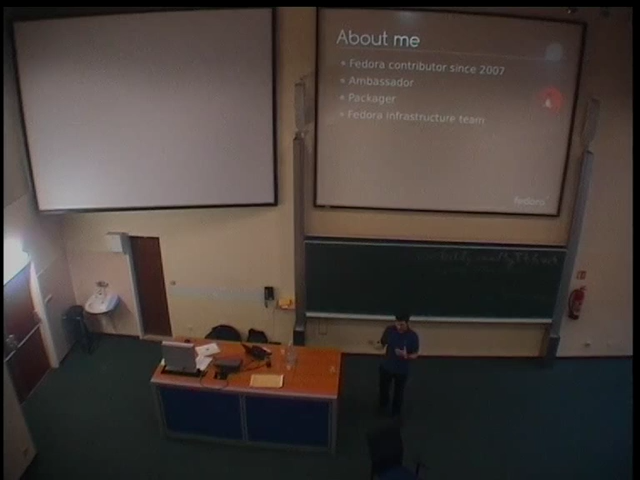 About me
Fedora contributor since 2007
Ambassador
Packager
Fedora infrastructure team
fedora